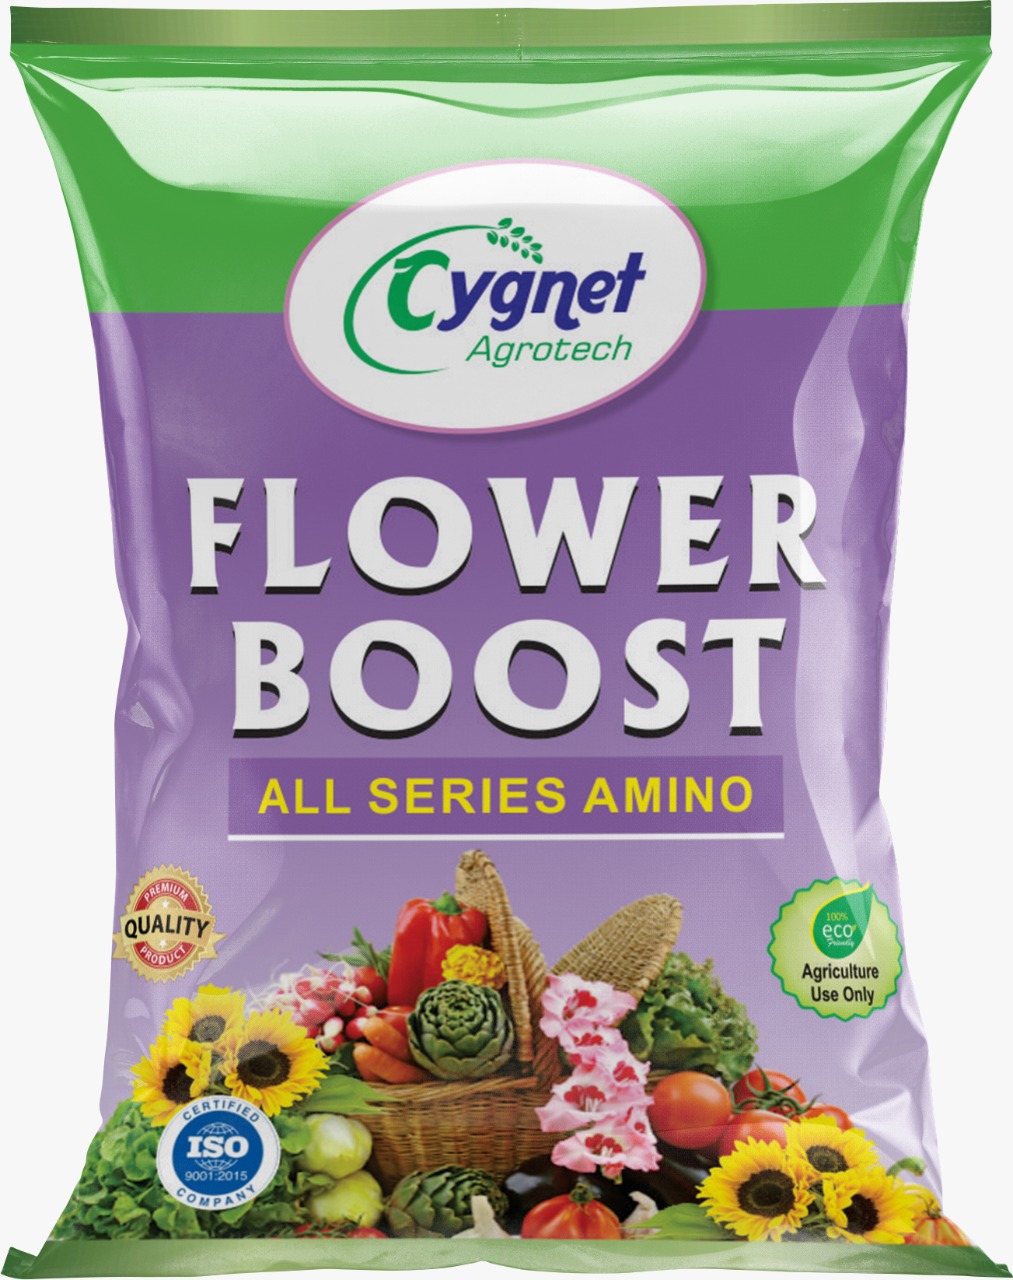 Cygnet
Agrotech
FLOWER
BOOST
ALL SERIES AMINO
PREMIUM
QUALITY
PRODUCT
100%
eco
Friendly
Agriculture
Use Only
CERTIFIED
ISO
9001:2015
COMPANY